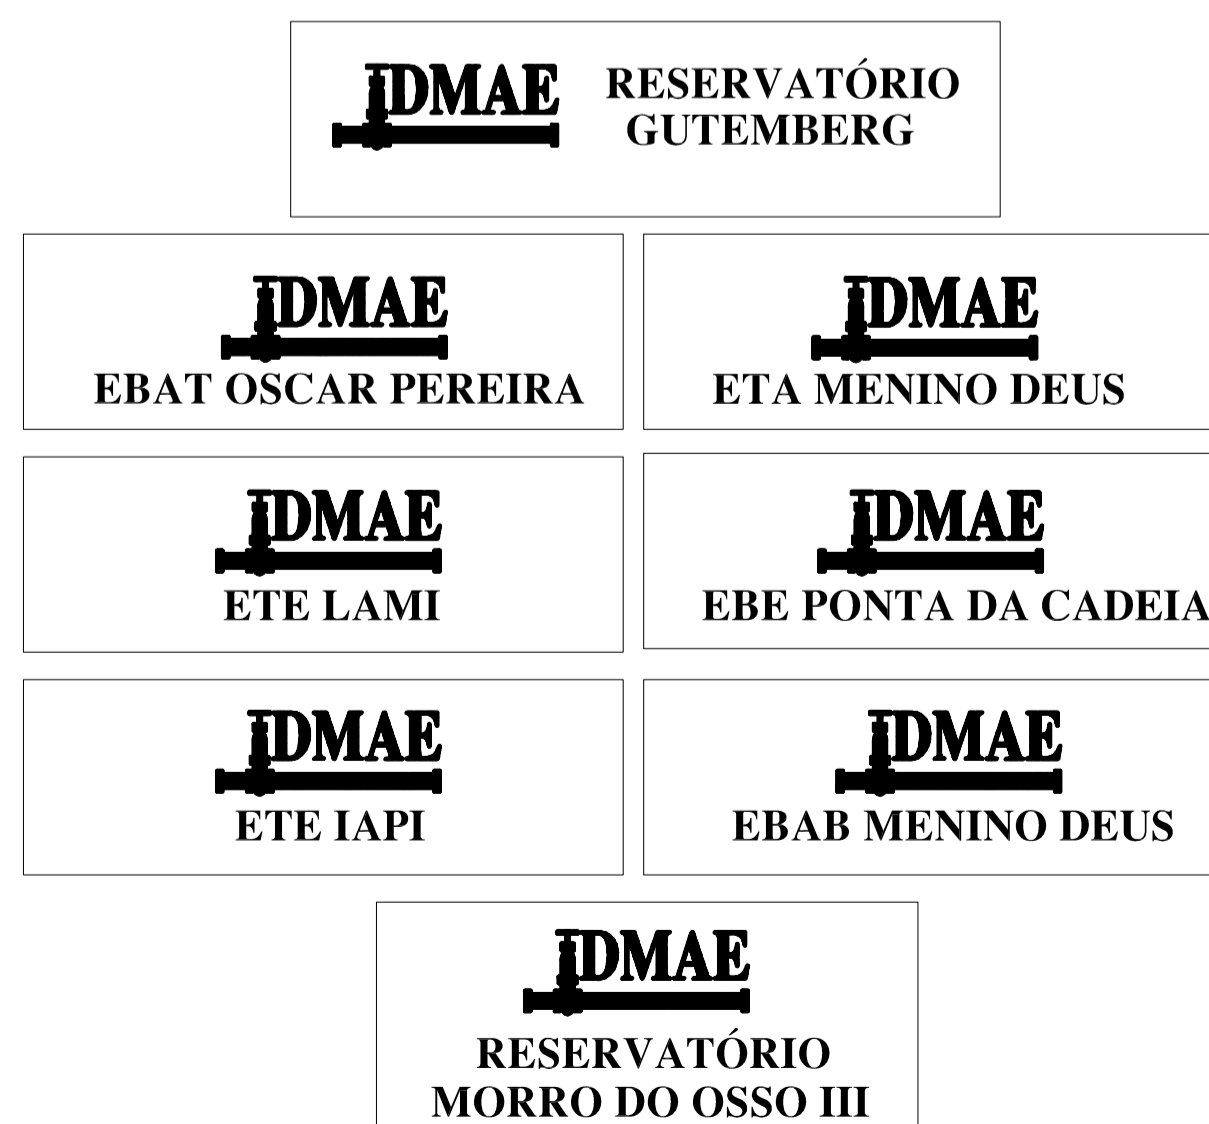 DMAE
RESERVATÓRIO
GUTEMBERG
DMAE
EBAT OSCAR PEREIRA
DMAE
ETA MENINO DEUS
DMAE
ETE LAMI
DMAE
EBE PONTA DA CADEIA
DMAE
ETE IAPI
DMAE
EBAB MENINO DEUS
DMAE
RESERVATÓRIO
MORRO DO OSSO III